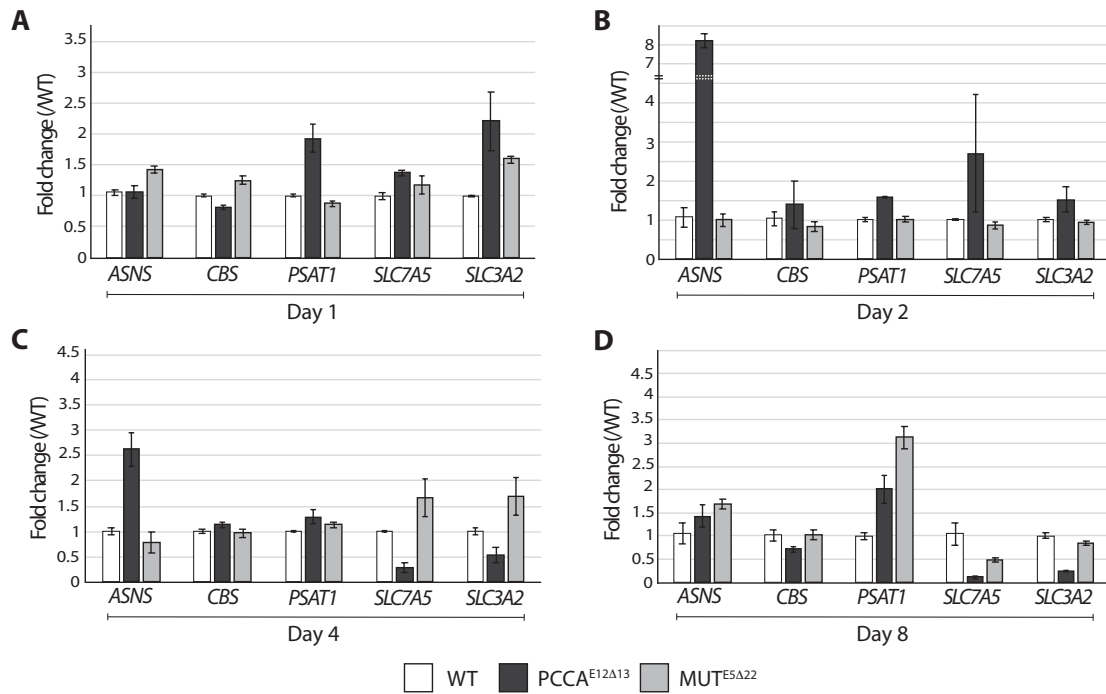 A
Fold change (/WT)
3.5
3
2.5
2
1.5
1
0.5
0
ASNS CBS PSAT1 SLC7A5 SLC3A2
Day 1
B
Fold change (/WT)
8
7
4
3
2
1
0
ASNS CBS PSAT1 SLC7A5 SLC3A2
Day 2
C
Fold change (/WT)
4.5
4
3.5
3
2.5
2
1.5
1
0.5
0
ASNS CBS PSAT1 SLC7A5 SLC3A2
Day 4
D
Fold change (/WT)
4.5
4
3.5
3
2.5
2
1.5
1
0.5
0
ASNS CBS PSAT1 SLC7A5 SLC3A2
Day 8
WT PCCA^E12Δ13 MUT^E5Δ22